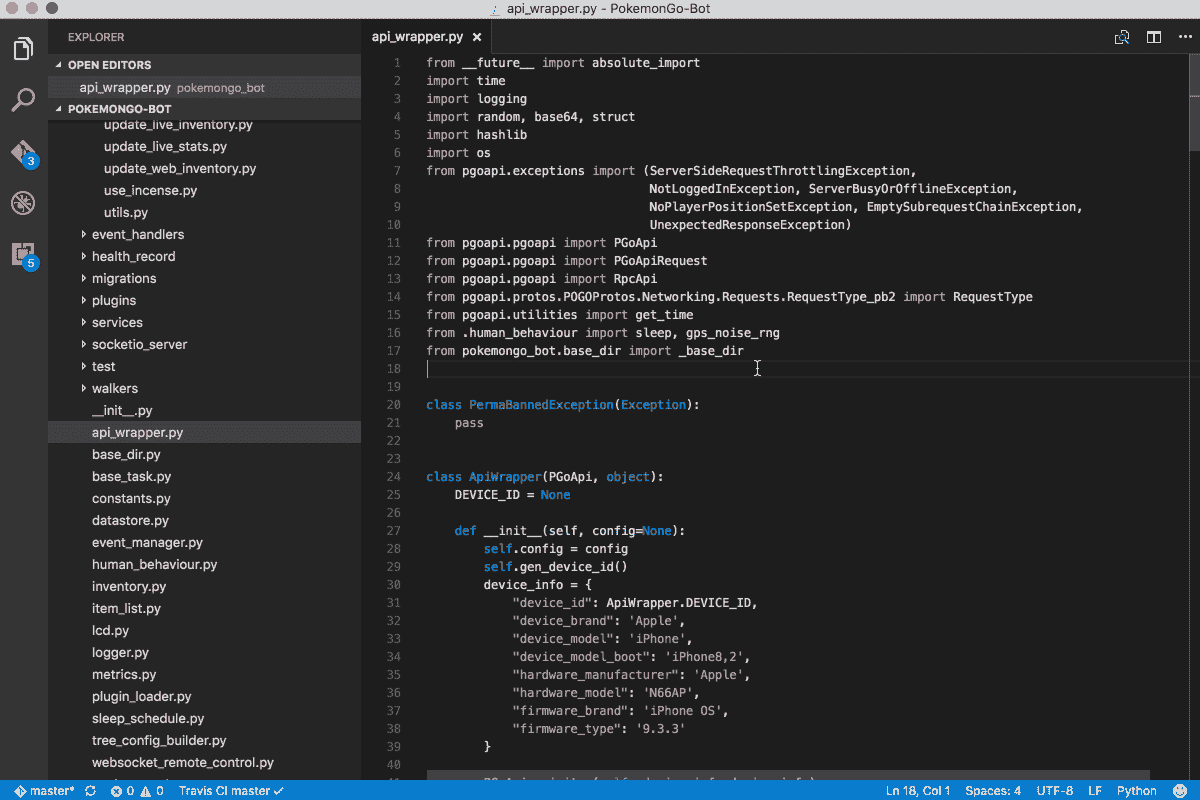 api_wrapper.py - PokemonGo-Bot
EXPLORER
OPEN EDITORS
api_wrapper.py pokemongo_bot
POKEMONGO-BOT
update_live_inventory.py
update_live_stats.py
update_web_inventory.py
use_incense.py
utils.py
event_handlers
health_record
migrations
plugins
services
socketio_server
test
walkers
__init__.py
api_wrapper.py
base_dir.py
base_task.py
constants.py
datastore.py
event_manager.py
human_behaviour.py
inventory.py
item_list.py
lcd.py
logger.py
metrics.py
plugin_loader.py
sleep_schedule.py
tree_config_builder.py
websocket_remote_control.py
3
5
api_wrapper.py ×
1 from __future__ import absolute_import
2 import time
3 import logging
4 import random, base64, struct
5 import hashlib
6 import os
7 from pgoapi.exceptions import (ServerSideRequestThrottlingException,
8 NotLoggedInException, ServerBusyOrOfflineException,
9 NoPlayerPositionSetException, EmptySubrequestChainException,
10 UnexpectedResponseException)
11 from pgoapi.pgoapi import PGoApi
12 from pgoapi.pgoapi import PGoApiRequest
13 from pgoapi.pgoapi import RpcApi
14 from pgoapi.protos.POGOProtos.Networking.Requests.RequestType_pb2 import RequestType
15 from pgoapi.utilities import get_time
16 from .human_behaviour import sleep, gps_noise_rng
17 from pokemongo_bot.base_dir import _base_dir
18
19
20 class PermaBannedException(Exception):
21 pass
22
23
24 class ApiWrapper(PGoApi, object):
25 DEVICE_ID = None
26
27 def __init__(self, config=None):
28 self.config = config
29 self.gen_device_id()
30 device_info = {
31 "device_id": ApiWrapper.DEVICE_ID,
32 "device_brand": 'Apple',
33 "device_model": 'iPhone',
34 "device_model_boot": 'iPhone8,2',
35 "hardware_manufacturer": 'Apple',
36 "hardware_model": 'N66AP',
37 "firmware_brand": 'iPhone OS',
38 "firmware_type": '9.3.3'
39 }
40
master* 0 0 Travis CI master ✓ Ln 18, Col 1 Spaces: 4 UTF-8 LF Python